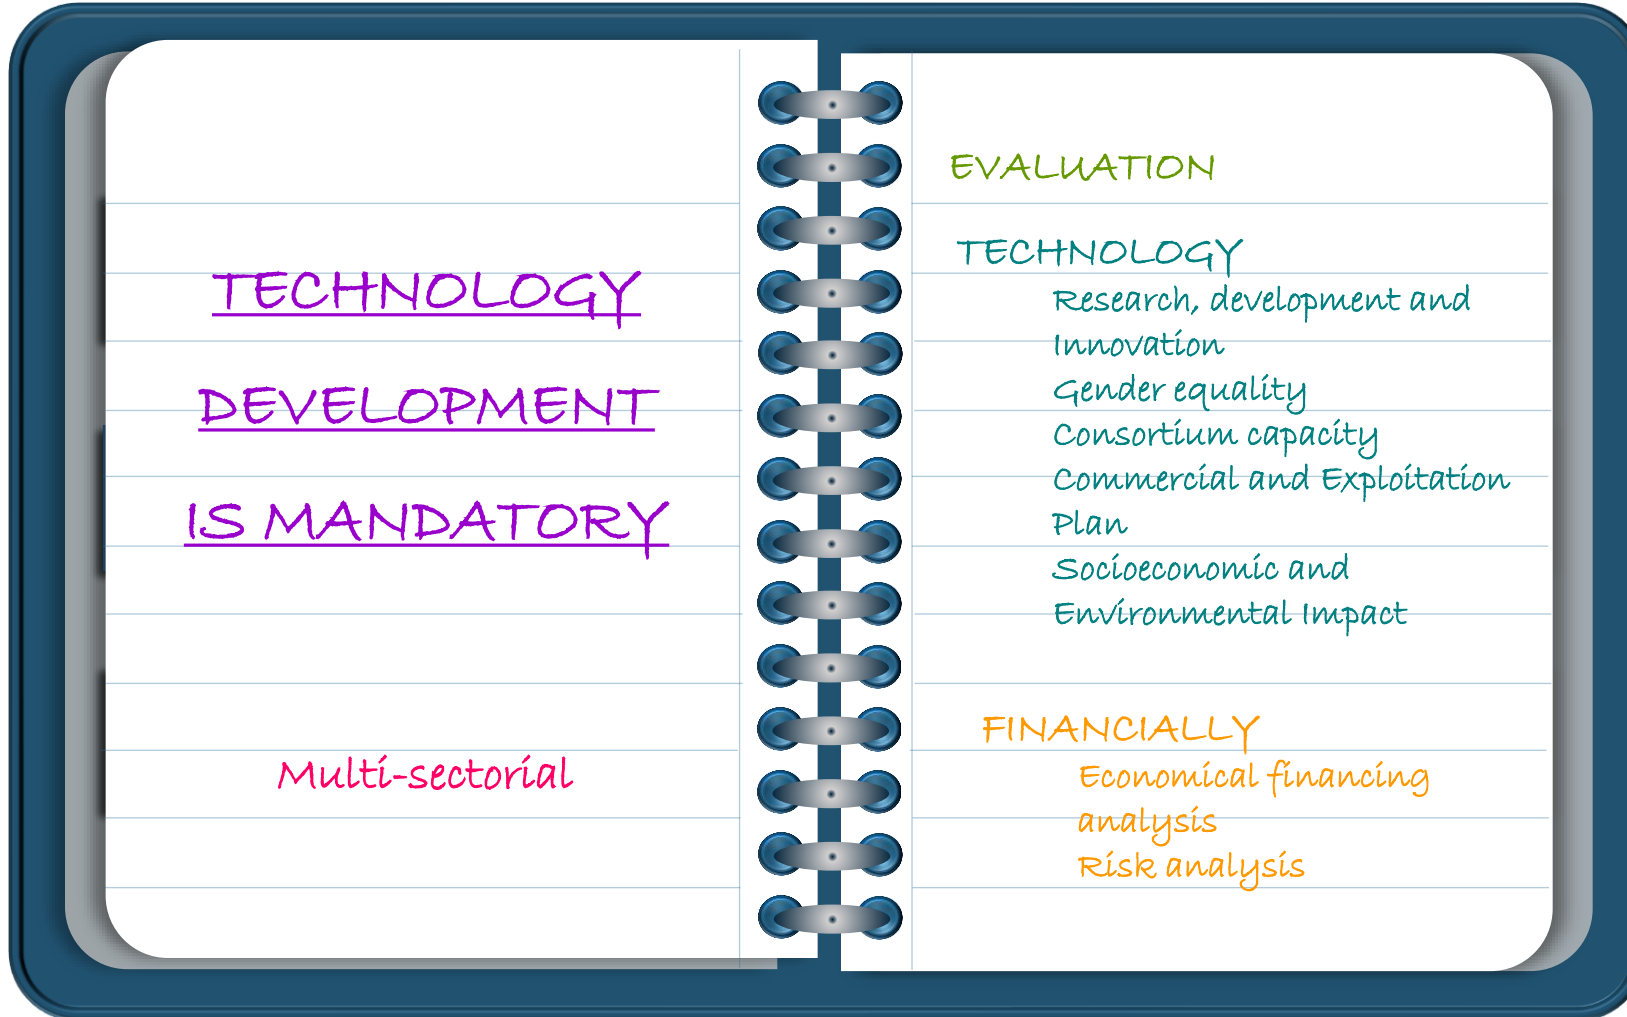 TECHNOLOGY
DEVELOPMENT
IS MANDATORY
Multi-sectorial
EVALUATION
TECHNOLOGY
Research, development and
Innovation
Gender equality
Consortium capacity
Commercial and Exploitation
Plan
Socioeconomic and
Environmental Impact
FINANCIALLY
Economical financing
analysis
Risk analysis